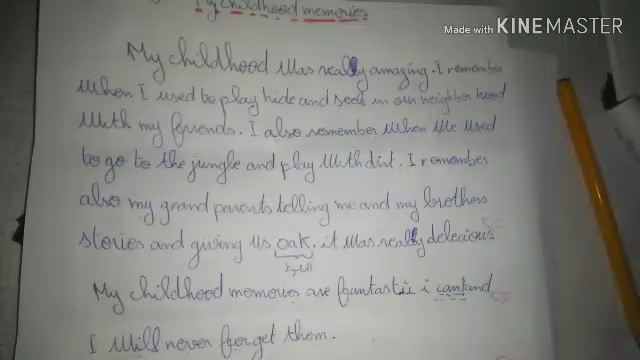 Made with KINEMASTER
My childhood memories
My childhood was really amazing. I remember
when I used to play hide and seek in our neighbor hood
with my friends. I also remember when we used
to go to the jungle and play with dirt. I remember
also my grand parents telling me and my brothers
stories and giving us oak. it was really delecious
البلوط
My childhood memories are fantastic i cant and
I will never forget them.